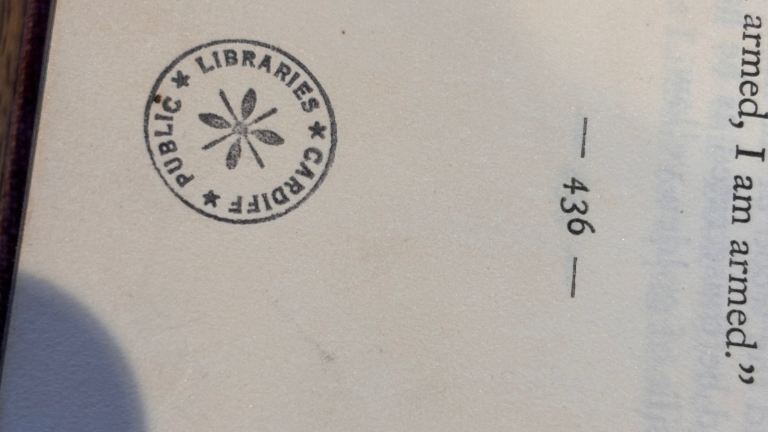 armed, I am armed.”
— 436 —
PUBLIC ★ LIBRARIES ★ CARDIFF ★